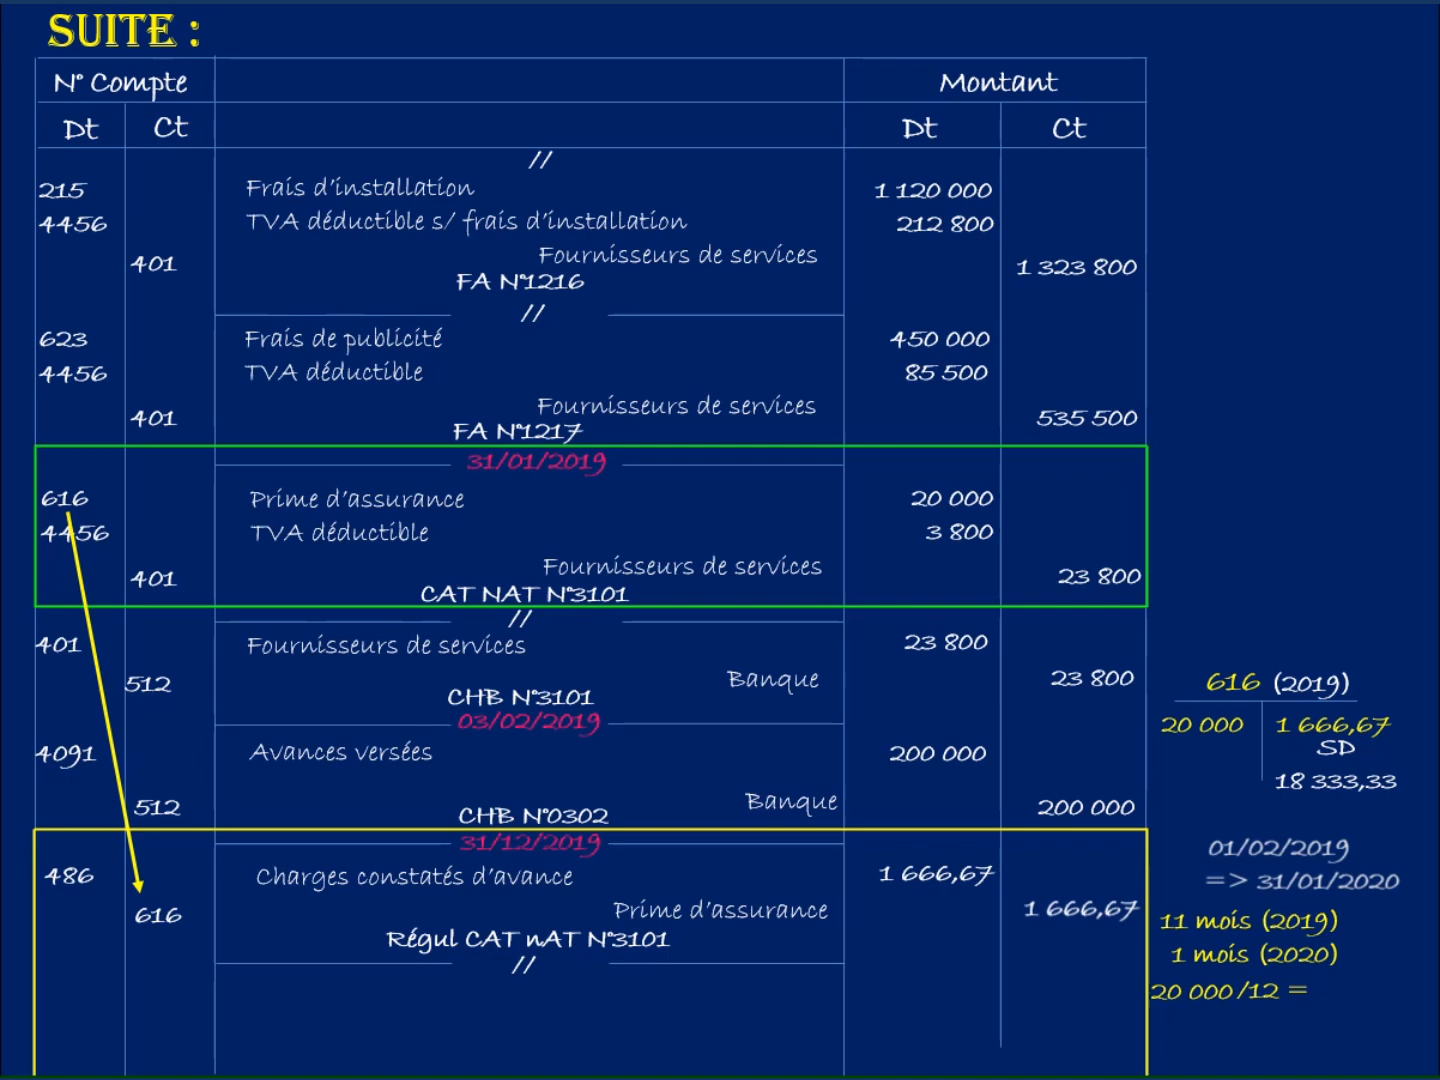 SUITE :
N° Compte Montant
Dt Ct Dt Ct
//
215 Frais d'installation 1 120 000
4456 TVA déductible s/ frais d'installation 212 800
401 Fournisseurs de services 1 323 800
FA N°1216
//
623 Frais de publicité 450 000
4456 TVA déductible 85 500
401 Fournisseurs de services 535 500
FA N°1217
31/01/2019
616 Prime d'assurance 20 000
4456 TVA déductible 3 800
401 Fournisseurs de services 23 800
CAT NAT N°3101
//
401 Fournisseurs de services 23 800
512 Banque 23 800
CHB N°3101
03/02/2019
4091 Avances versées 200 000
512 Banque 200 000
CHB N°0302
31/12/2019
486 Charges constatés d'avance 1 666,67
616 Prime d'assurance 1 666,67
Régul CAT nAT N°3101
//
616 (2019)
20 000 1 666,67
SD
18 333,33
01/02/2019
=> 31/01/2020
11 mois (2019)
1 mois (2020)
20 000/12 =